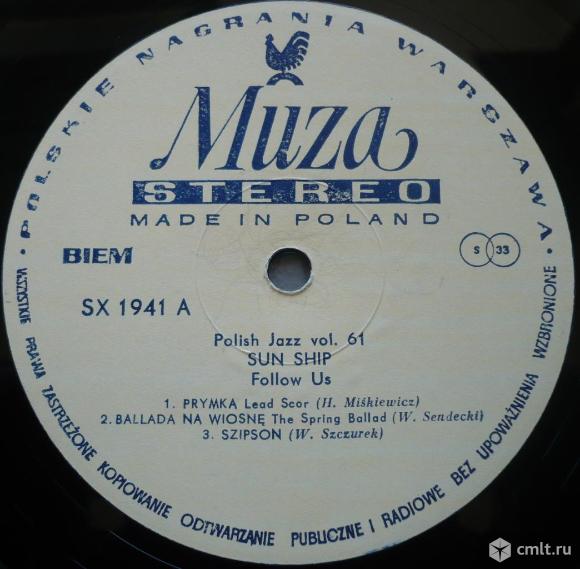 POLSKIE NAGRANIA WARSZAWA
Muza
STEREO
MADE IN POLAND
BIEM
S 33
SX 1941 A
Polish Jazz vol. 61
SUN SHIP
Follow Us
1. PRYMKA Lead Scor (H. Miśkiewicz)
2. BALLADA NA WIOSNĘ The Spring Ballad (W. Sendecki)
3. SZIPSON (W. Szczurek)
WSZYSTKIE PRAWA ZASTRZEŻONE KOPIOWANIE ODTWARZANIE PUBLICZNE I RADIOWE BEZ UPOWAŻNIENIA WZBRONIONE
cmlt.ru